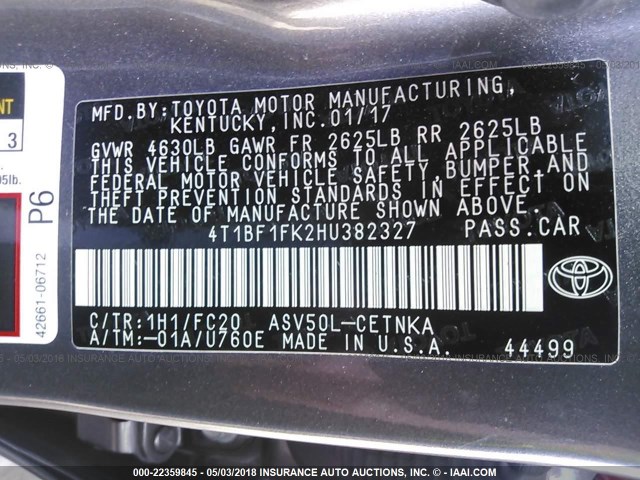 MFD.BY:TOYOTA MOTOR MANUFACTURING,
KENTUCKY,INC.01/17
GVWR 4630LB GAWR FR 2625LB RR 2625LB
THIS VEHICLE CONFORMS TO ALL APPLICABLE
FEDERAL MOTOR VEHICLE SAFETY,BUMPER,AND
THEFT PREVENTION STANDARDS IN EFFECT ON
THE DATE OF MANUFACTURE SHOWN ABOVE.
4T1BF1FK2HU382327 PASS.CAR
C/TR:1H1/FC20 ASV50L-CETNKA
A/TM:-01A/U760E MADE IN U.S.A.
44499
TOYOTA
3
P6
42661-06712
000-22359845 - 05/03/2018 INSURANCE AUTO AUCTIONS, INC. - © - IAAI.COM